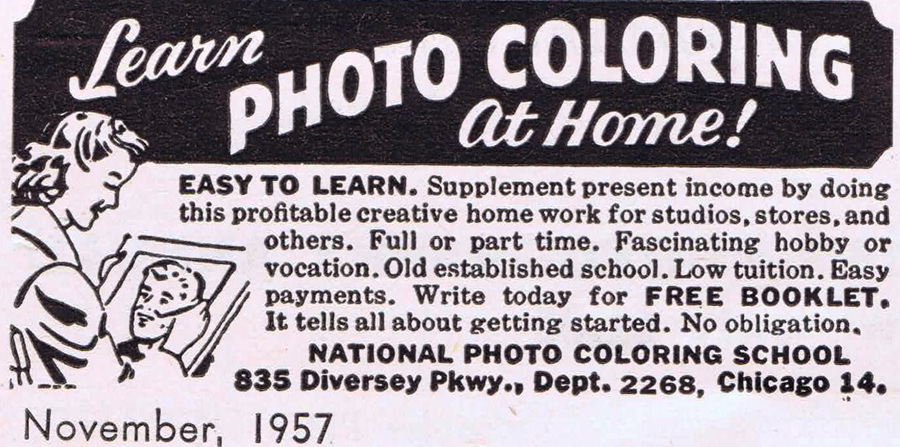 Learn
PHOTO COLORING
At Home!
EASY TO LEARN. Supplement present income by doing
this profitable creative home work for studios, stores, and
others. Full or part time. Fascinating hobby or
vocation. Old established school. Low tuition. Easy
payments. Write today for FREE BOOKLET.
It tells all about getting started. No obligation.
NATIONAL PHOTO COLORING SCHOOL
835 Diversey Pkwy., Dept. 2268, Chicago 14.
November, 1957